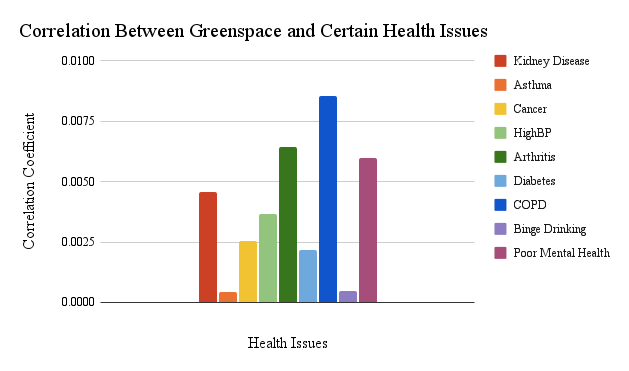 Correlation Between Greenspace and Certain Health Issues
Correlation Coefficient
0.0100
0.0075
0.0050
0.0025
0.0000
Health Issues
Kidney Disease
Asthma
Cancer
HighBP
Arthritis
Diabetes
COPD
Binge Drinking
Poor Mental Health